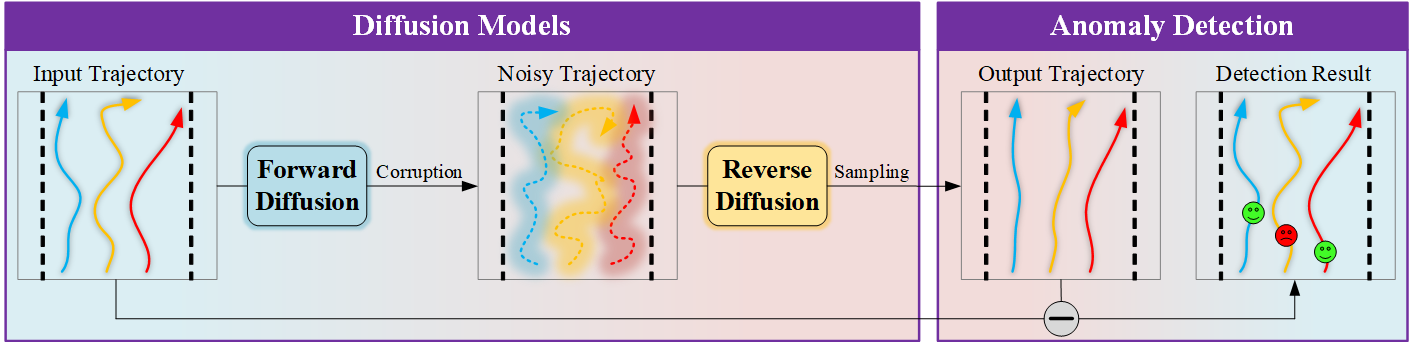 Diffusion Models
Anomaly Detection
Input Trajectory
Noisy Trajectory
Output Trajectory
Detection Result
Forward
Diffusion
Corruption
Reverse
Diffusion
Sampling